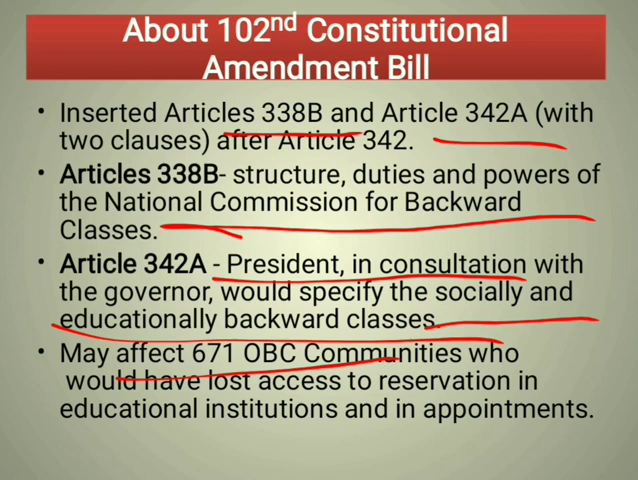 About 102nd Constitutional
Amendment Bill
• Inserted Articles 338B and Article 342A (with
two clauses) after Article 342.
• Articles 338B- structure, duties and powers of
the National Commission for Backward
Classes.
• Article 342A - President, in consultation with
the governor, would specify the socially and
educationally backward classes.
• May affect 671 OBC Communities who
would have lost access to reservation in
educational institutions and in appointments.